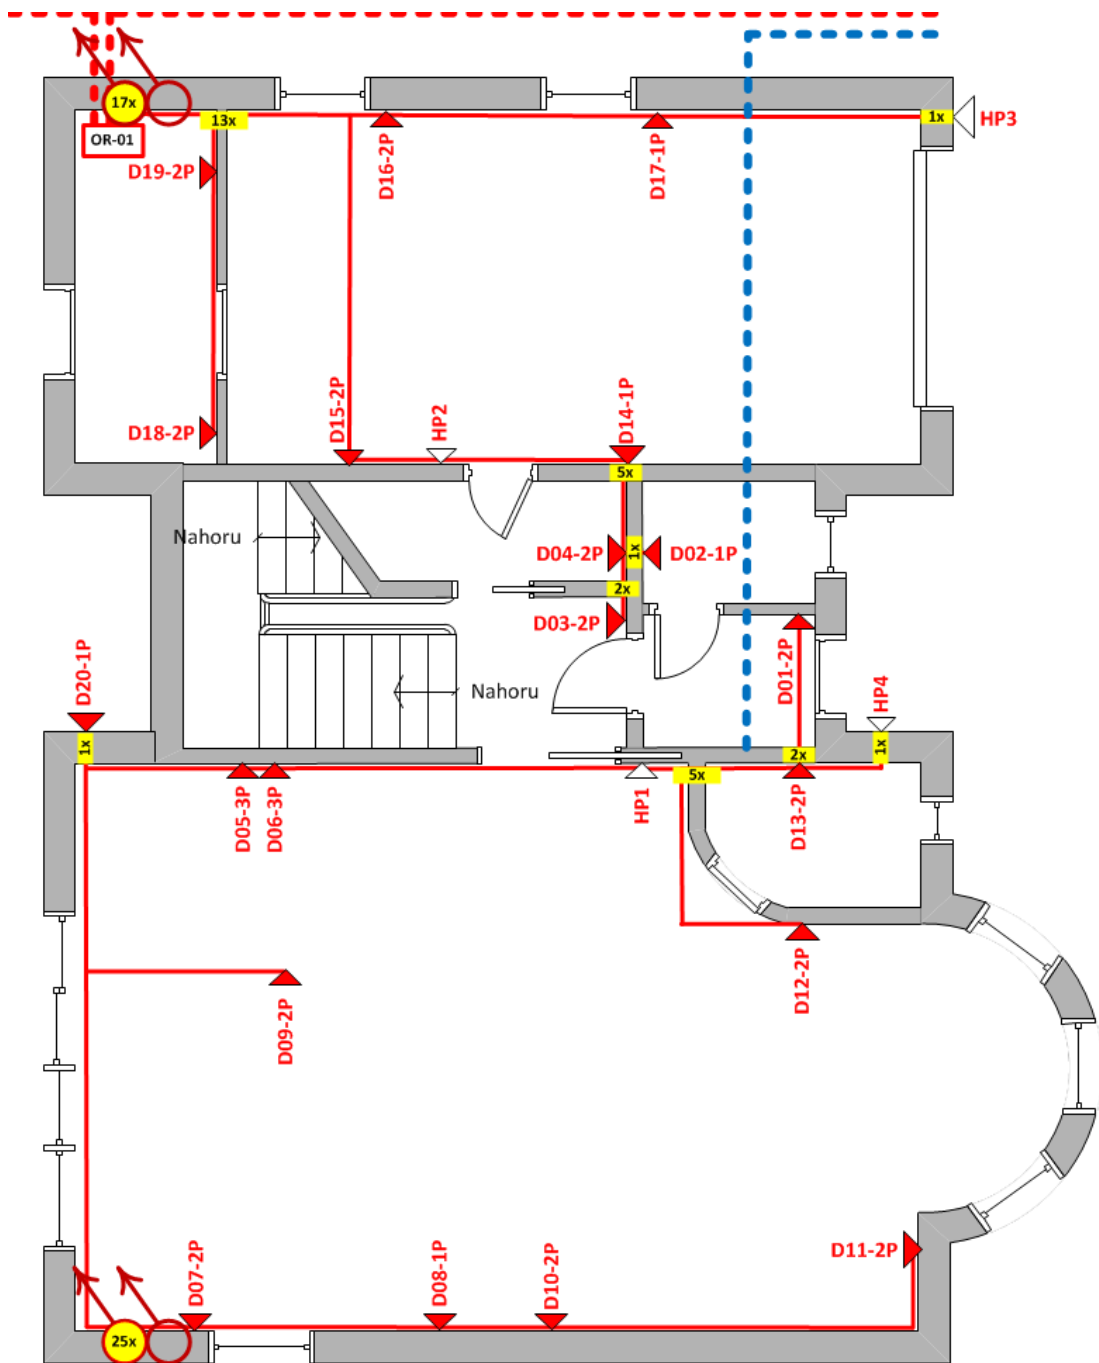 17x
OR-01
13x
1x
HP3
D19-2P
D16-2P
D17-1P
D18-2P
D15-2P
HP2
D14-1P
5x
Nahoru
D04-2P
1x
D02-1P
2x
D03-2P
D01-2P
Nahoru
D20-1P
HP4
1x
2x
1x
5x
D05-3P
D06-3P
HP1
D13-2P
D12-2P
D09-2P
D11-2P
D07-2P
D08-1P
D10-2P
25x